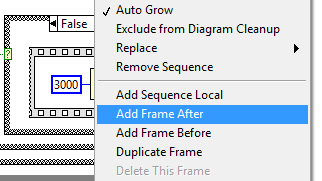 Auto Grow
Exclude from Diagram Cleanup
Replace
Remove Sequence
Add Sequence Local
Add Frame After
Add Frame Before
Duplicate Frame
Delete This Frame
False
?
3000